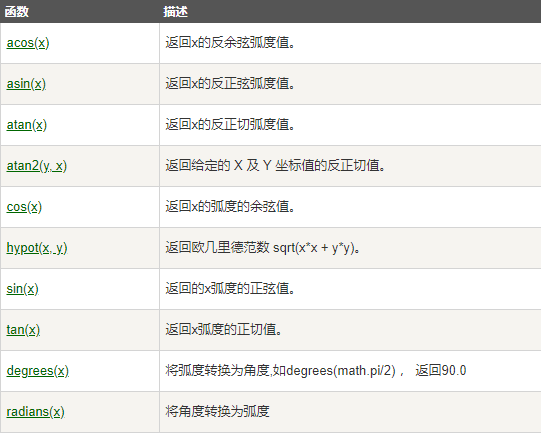 函数 描述
acos(x) 返回x的反余弦弧度值。
asin(x) 返回x的反正弦弧度值。
atan(x) 返回x的反正切弧度值。
atan2(y, x) 返回给定的 X 及 Y 坐标值的反正切值。
cos(x) 返回x的弧度的余弦值。
hypot(x, y) 返回欧几里德范数 sqrt(x*x + y*y)。
sin(x) 返回的x弧度的正弦值。
tan(x) 返回x弧度的正切值。
degrees(x) 将弧度转换为角度,如degrees(math.pi/2) ， 返回90.0
radians(x) 将角度转换为弧度